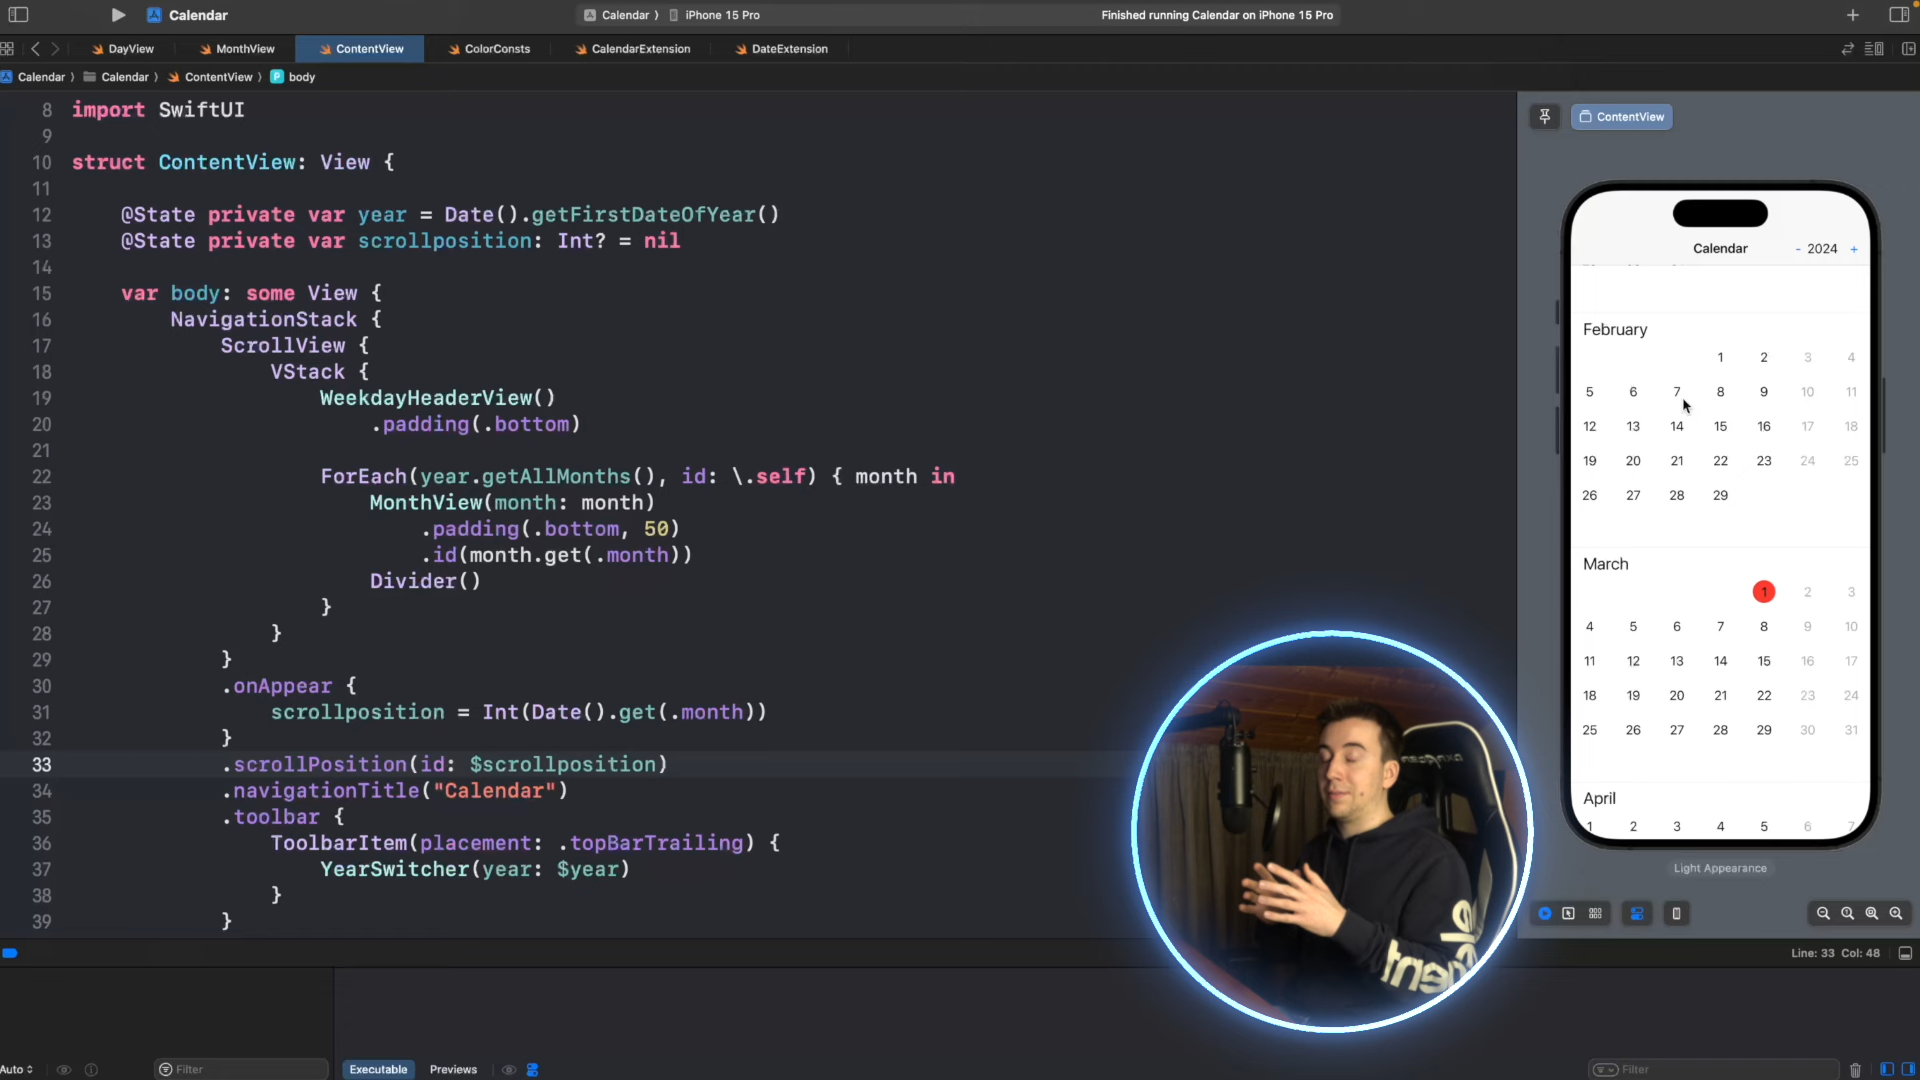 Calendar
Calendar ⟩ iPhone 15 Pro
Finished running Calendar on iPhone 15 Pro
DayView
MonthView
ContentView
ColorConsts
CalendarExtension
DateExtension
Calendar ⟩ Calendar ⟩ ContentView ⟩ P body
8 import SwiftUI
9
10 struct ContentView: View {
11
12 @State private var year = Date().getFirstDateOfYear()
13 @State private var scrollposition: Int? = nil
14
15 var body: some View {
16 NavigationStack {
17 ScrollView {
18 VStack {
19 WeekdayHeaderView()
20 .padding(.bottom)
21
22 ForEach(year.getAllMonths(), id: \.self) { month in
23 MonthView(month: month)
24 .padding(.bottom, 50)
25 .id(month.get(.month))
26 Divider()
27 }
28 }
29 }
30 .onAppear {
31 scrollposition = Int(Date().get(.month))
32 }
33 .scrollPosition(id: $scrollposition)
34 .navigationTitle("Calendar")
35 .toolbar {
36 ToolbarItem(placement: .topBarTrailing) {
37 YearSwitcher(year: $year)
38 }
39 }
ContentView
Calendar - 2024 +
February
1 2 3 4
5 6 7 8 9 10 11
12 13 14 15 16 17 18
19 20 21 22 23 24 25
26 27 28 29
March
1 2 3
4 5 6 7 8 9 10
11 12 13 14 15 16 17
18 19 20 21 22 23 24
25 26 27 28 29 30 31
April
1 2 3 4 5 6 7
Light Appearance
Line: 33 Col: 48
Auto
Filter
Executable
Previews
Filter